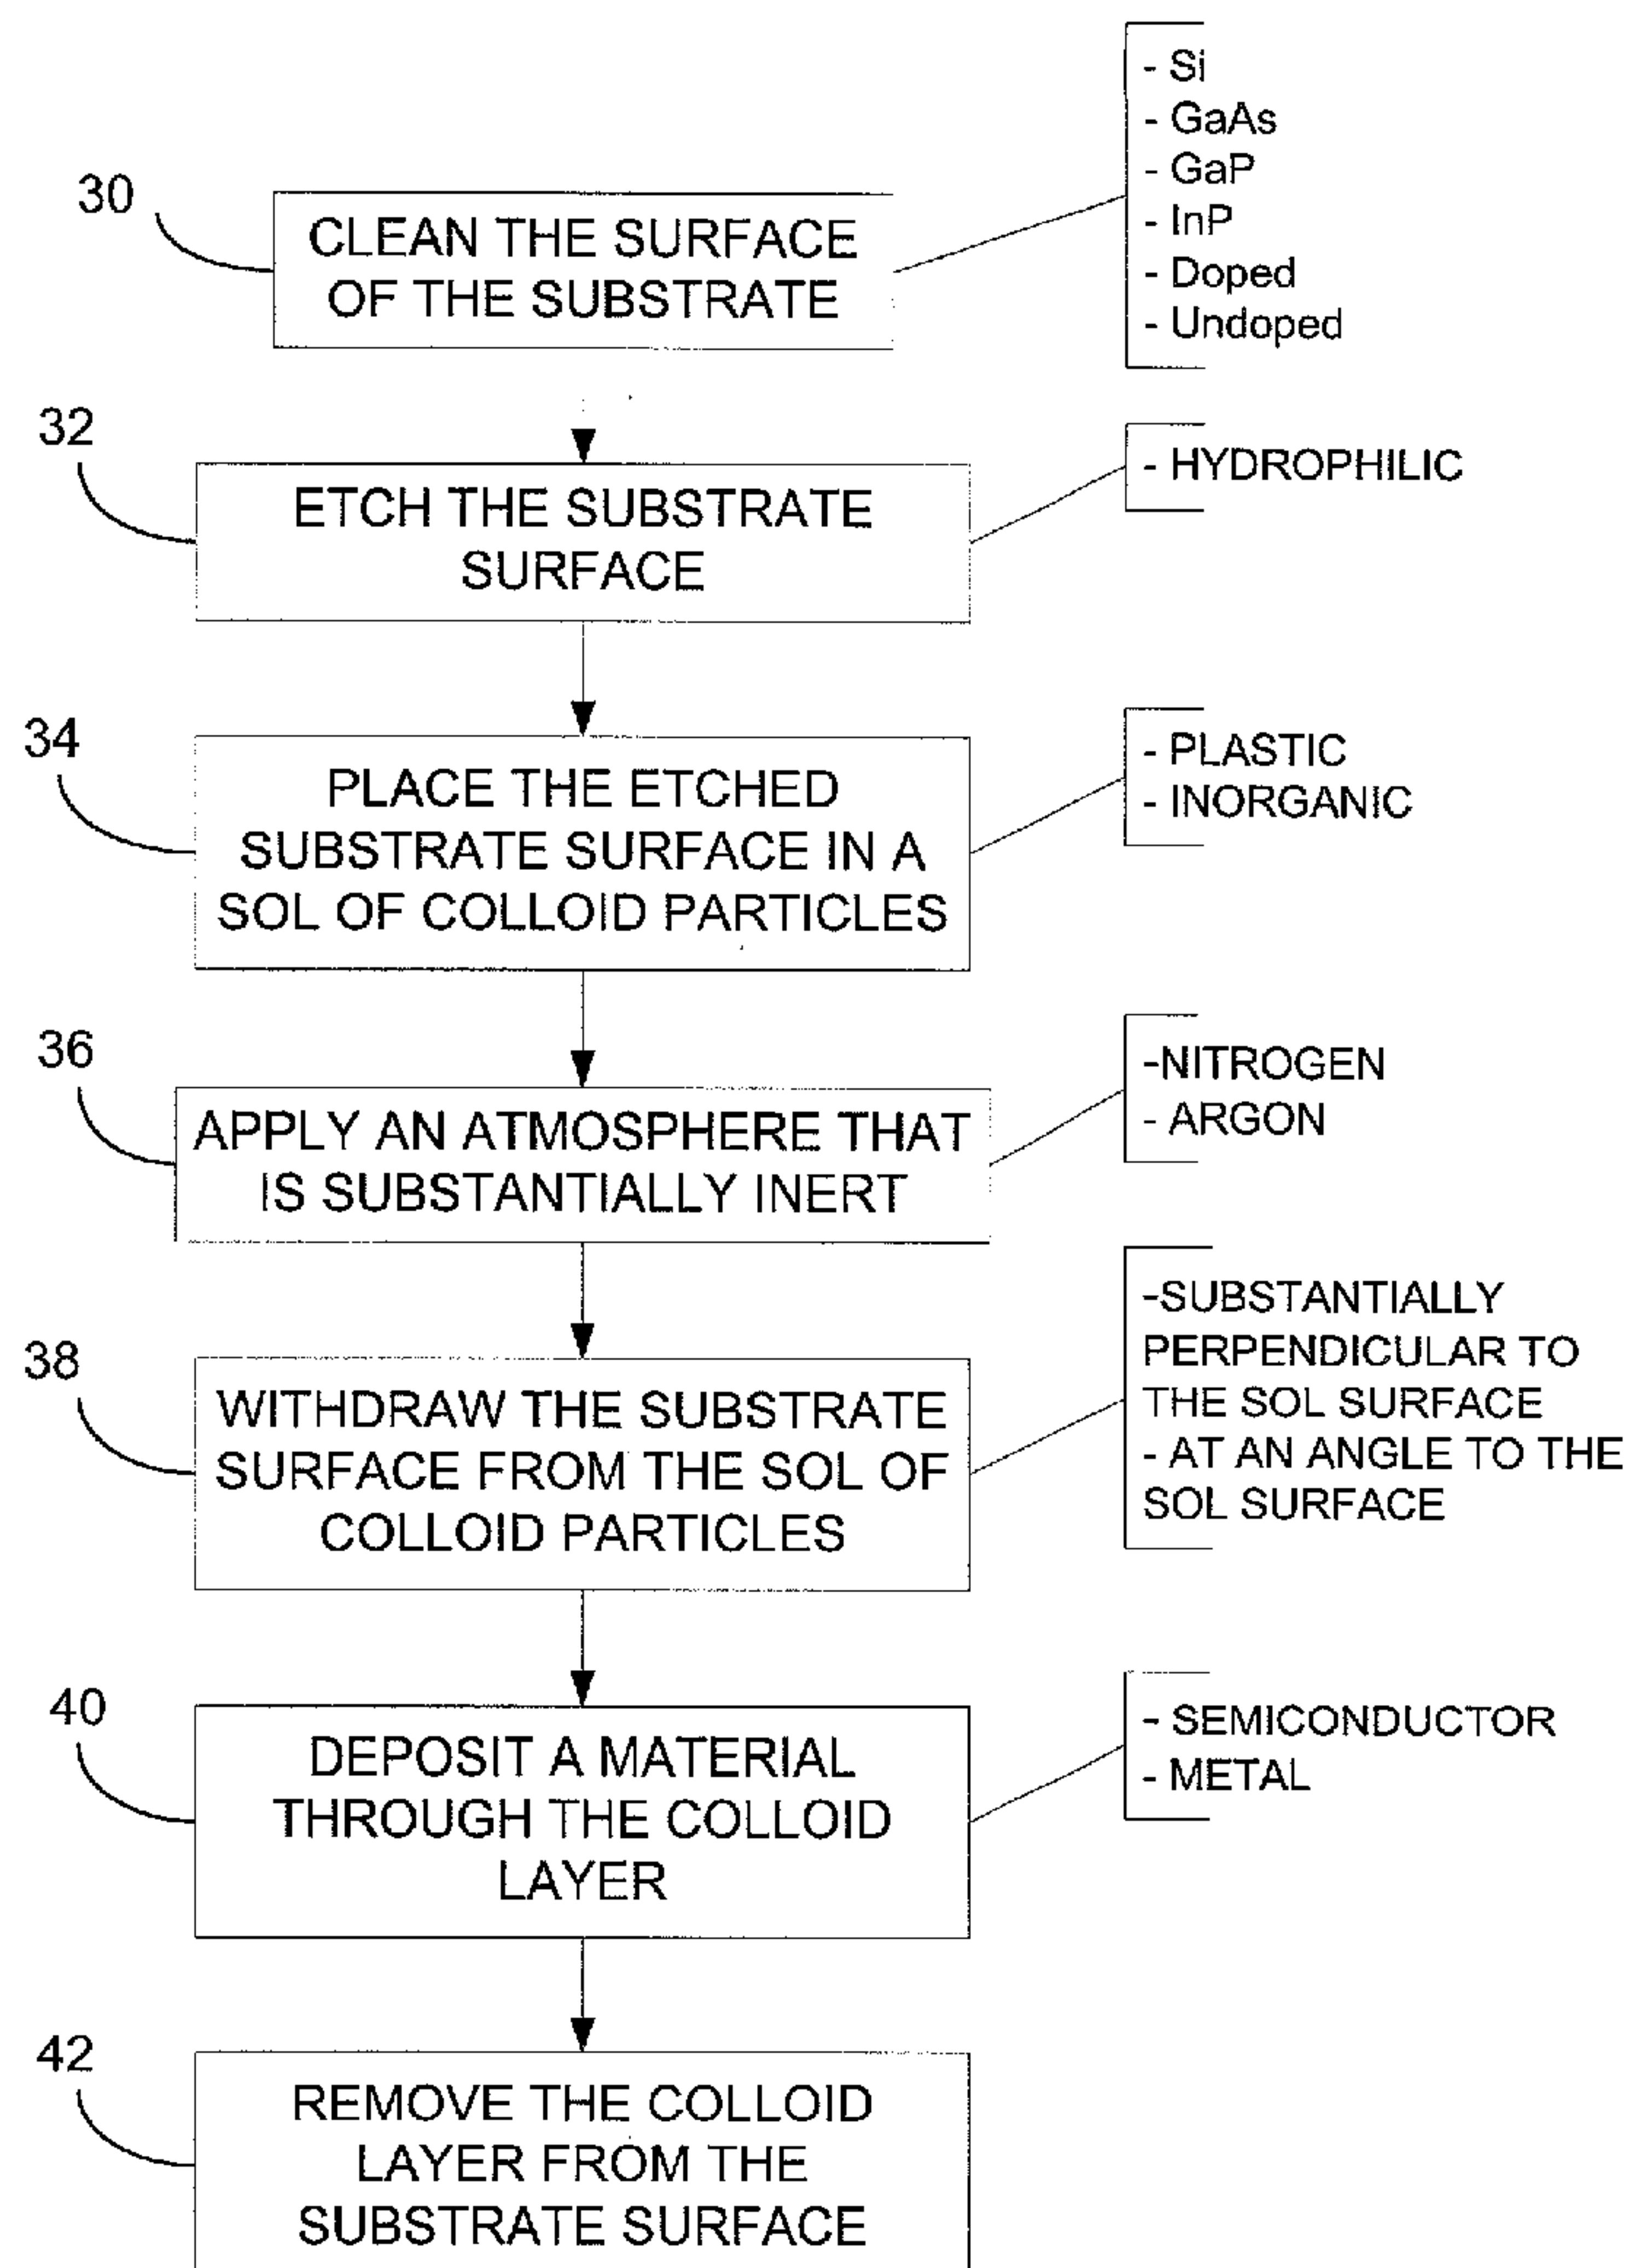 30
CLEAN THE SURFACE
OF THE SUBSTRATE
- Si
- GaAs
- GaP
- InP
- Doped
- Undoped
32
ETCH THE SUBSTRATE
SURFACE
- HYDROPHILIC
34
PLACE THE ETCHED
SUBSTRATE SURFACE IN A
SOL OF COLLOID PARTICLES
- PLASTIC
- INORGANIC
36
APPLY AN ATMOSPHERE THAT
IS SUBSTANTIALLY INERT
-NITROGEN
- ARGON
38
WITHDRAW THE SUBSTRATE
SURFACE FROM THE SOL OF
COLLOID PARTICLES
-SUBSTANTIALLY
PERPENDICULAR TO
THE SOL SURFACE
- AT AN ANGLE TO THE
SOL SURFACE
40
DEPOSIT A MATERIAL
THROUGH THE COLLOID
LAYER
- SEMICONDUCTOR
- METAL
42
REMOVE THE COLLOID
LAYER FROM THE
SUBSTRATE SURFACE